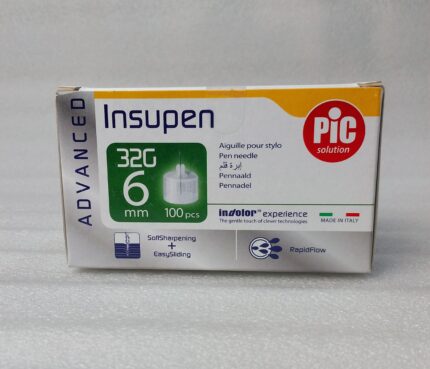 ADVANCED
Insupen
32G
6
mm
100 pcs
Aiguille pour stylo
Pen needle
إبرة قلم
Pennaald
Pennadel
PiC
solution
indolor™ experience
The gentle touch of clever technologies
MADE IN ITALY
SoftSharpening
+
EasySliding
RapidFlow